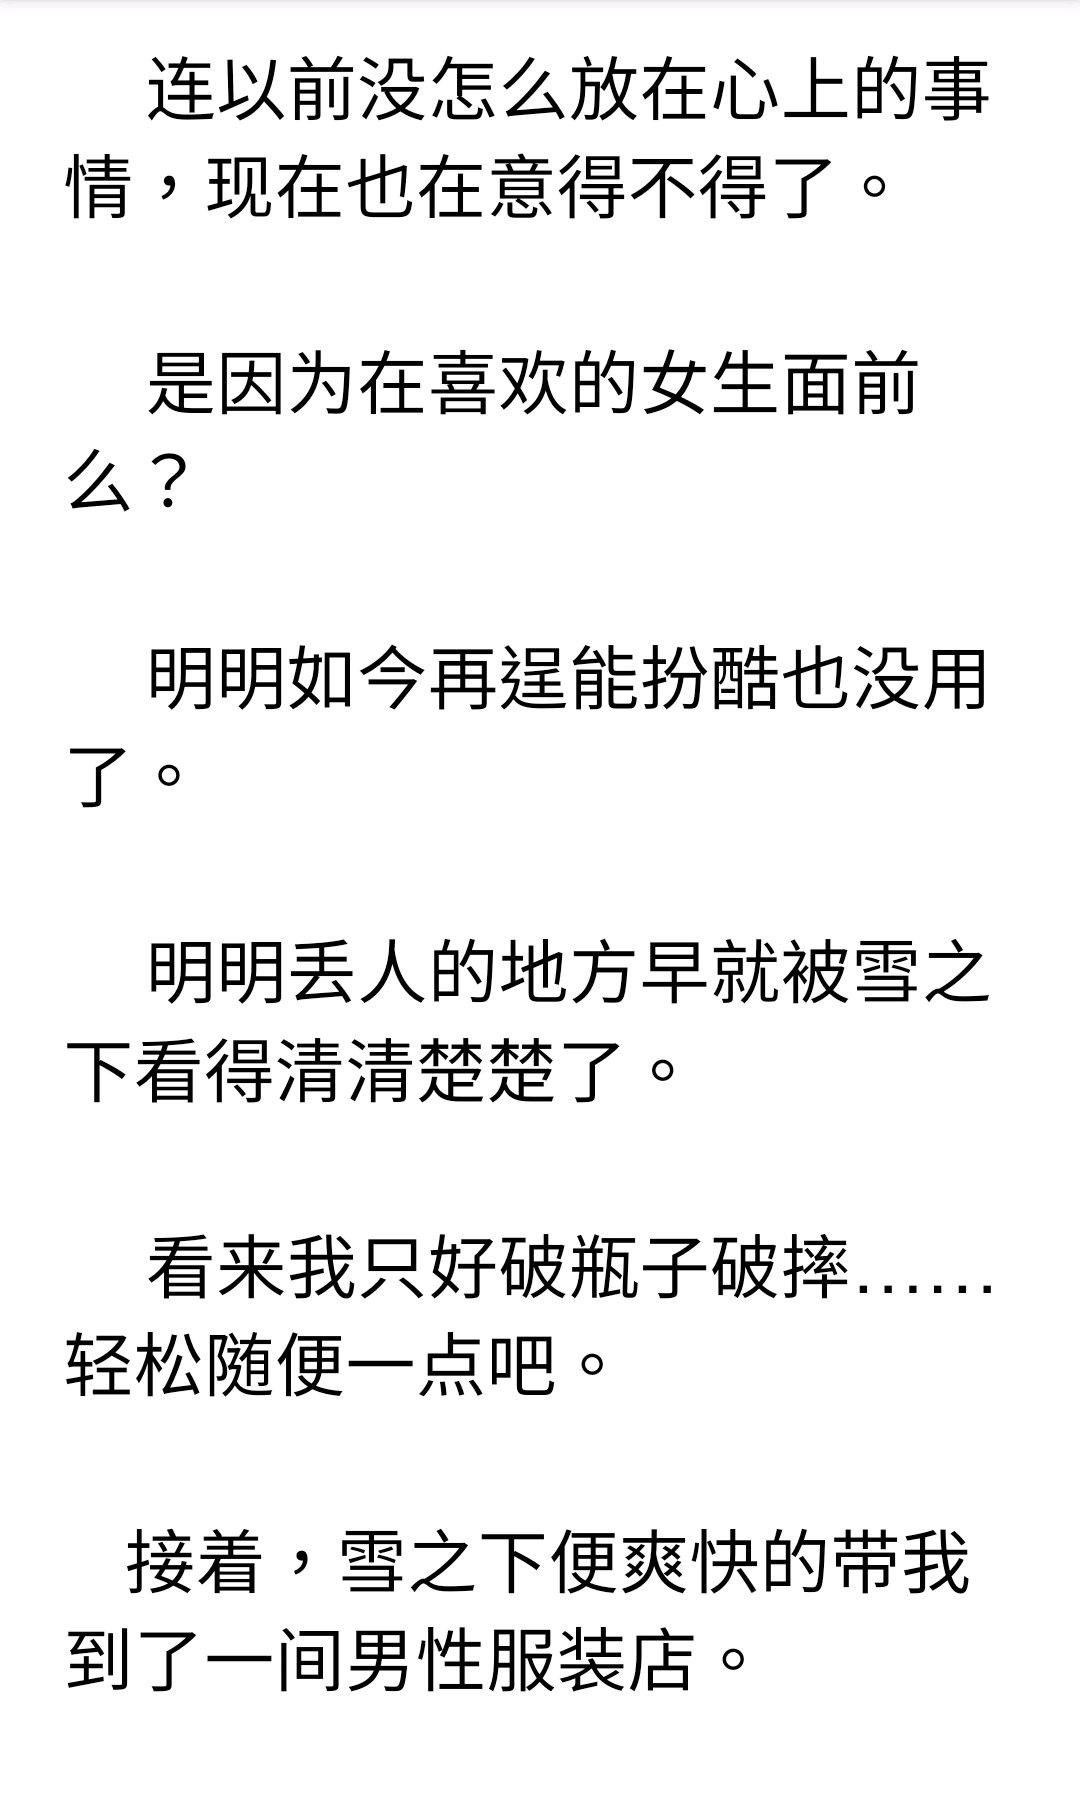 连以前没怎么放在心上的事
情，现在也在意得不得了。
是因为在喜欢的女生面前
么？
明明如今再逞能扮酷也没用
了。
明明丢人的地方早就被雪之
下看得清清楚楚了。
看来我只好破瓶子破摔……
轻松随便一点吧。
接着，雪之下便爽快的带我
到了一间男性服装店。